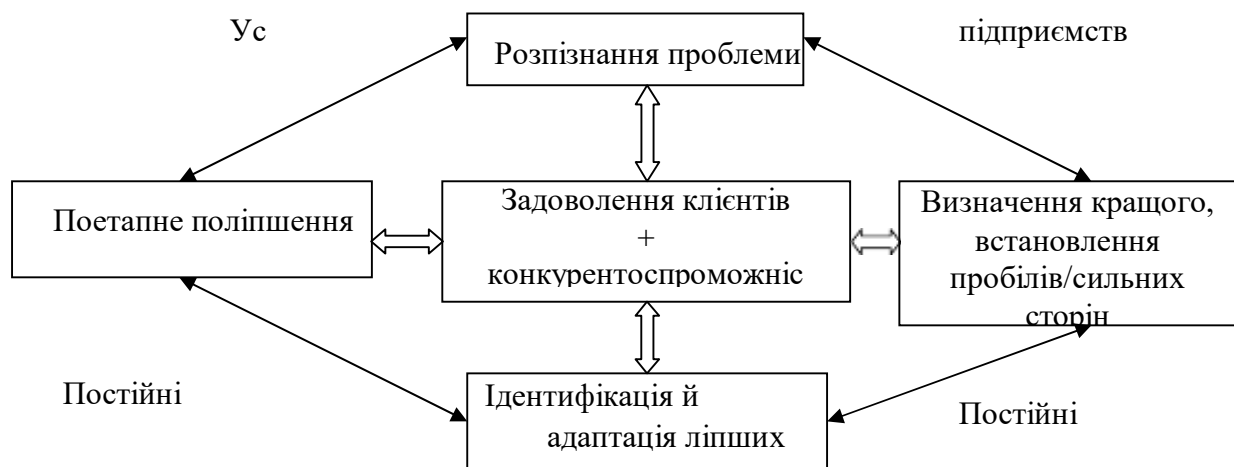 Ус
підприємств
Розпізнання проблеми
Поетапне поліпшення
Задоволення клієнтів
+
конкурентоспроможніс
Визначення кращого,
встановлення
пробілів/сильних
сторін
Постійні
Ідентифікація й
адаптація ліпших
Постійні